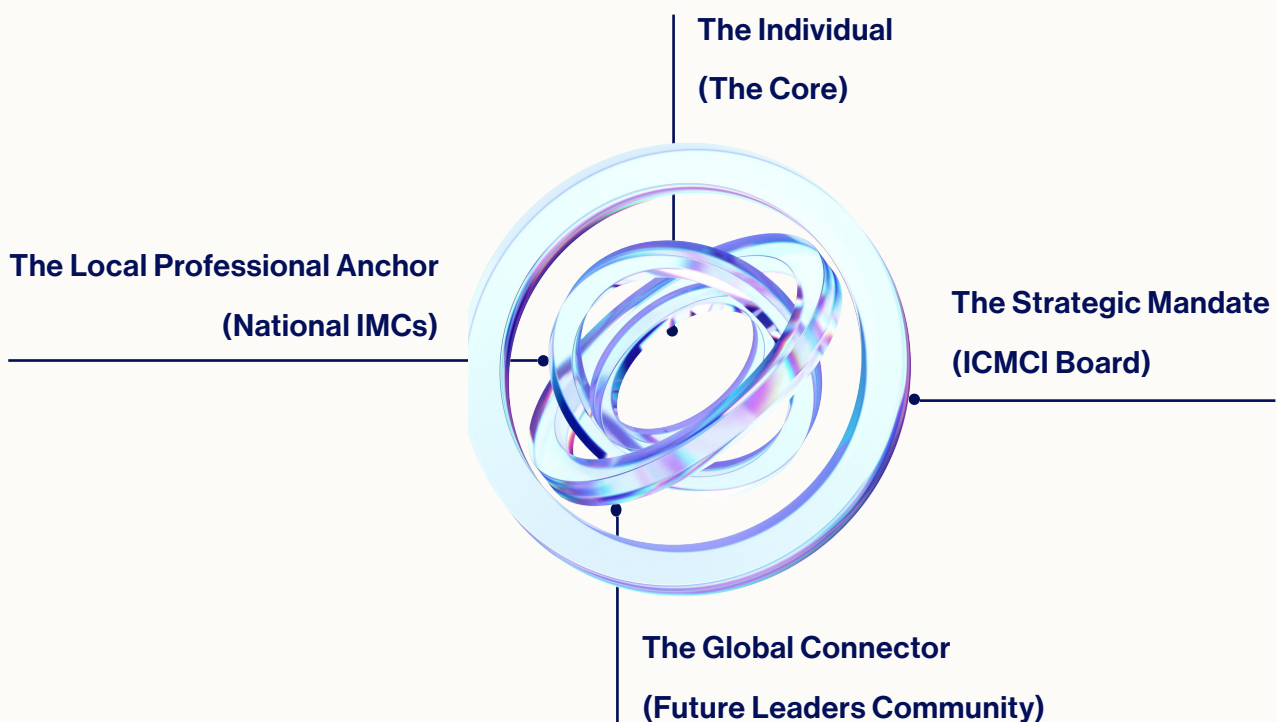 The Individual
(The Core)
The Local Professional Anchor
(National IMCs)
The Strategic Mandate
(ICMCI Board)
The Global Connector
(Future Leaders Community)